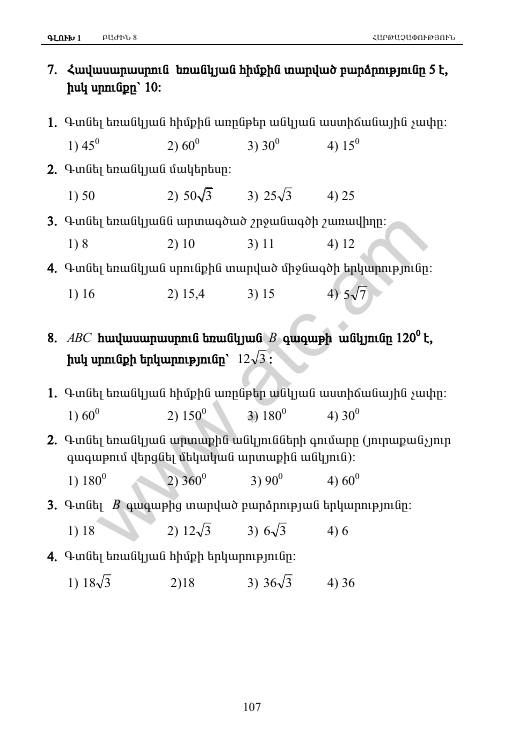 ԳԼՈՒԽ 1 ԲԱԺԻՆ 8 ՀԱՐԹԱՉԱՓՈՒԹՅՈՒՆ
7. Հավասարասրուն եռանկյան հիմքին տարված բարձրությունը 5 է,
իսկ սրունքը՝ 10:
1. Գտնել եռանկյան հիմքին առընթեր անկյան աստիճանային չափը:
1) 45⁰ 2) 60⁰ 3) 30⁰ 4) 15⁰
2. Գտնել եռանկյան մակերեսը:
1) 50 2) 50√3 3) 25√3 4) 25
3. Գտնել եռանկյանն արտագծած շրջանագծի շառավիղը:
1) 8 2) 10 3) 11 4) 12
4. Գտնել եռանկյան սրունքին տարված միջնագծի երկարությունը:
1) 16 2) 15,4 3) 15 4) 5√7
8. ABC հավասարասրուն եռանկյան B գագաթի անկյունը 120⁰ է,
իսկ սրունքի երկարությունը՝ 12√3 :
1. Գտնել եռանկյան հիմքին առընթեր անկյան աստիճանային չափը:
1) 60⁰ 2) 150⁰ 3) 180⁰ 4) 30⁰
2. Գտնել եռանկյան արտաքին անկյունների գումարը (յուրաքանչյուր
գագաթում վերցնել մեկական արտաքին անկյուն):
1) 180⁰ 2) 360⁰ 3) 90⁰ 4) 60⁰
3. Գտնել B գագաթից տարված բարձրության երկարությունը:
1) 18 2) 12√3 3) 6√3 4) 6
4. Գտնել եռանկյան հիմքի երկարությունը:
1) 18√3 2)18 3) 36√3 4) 36
www.atc.am
107